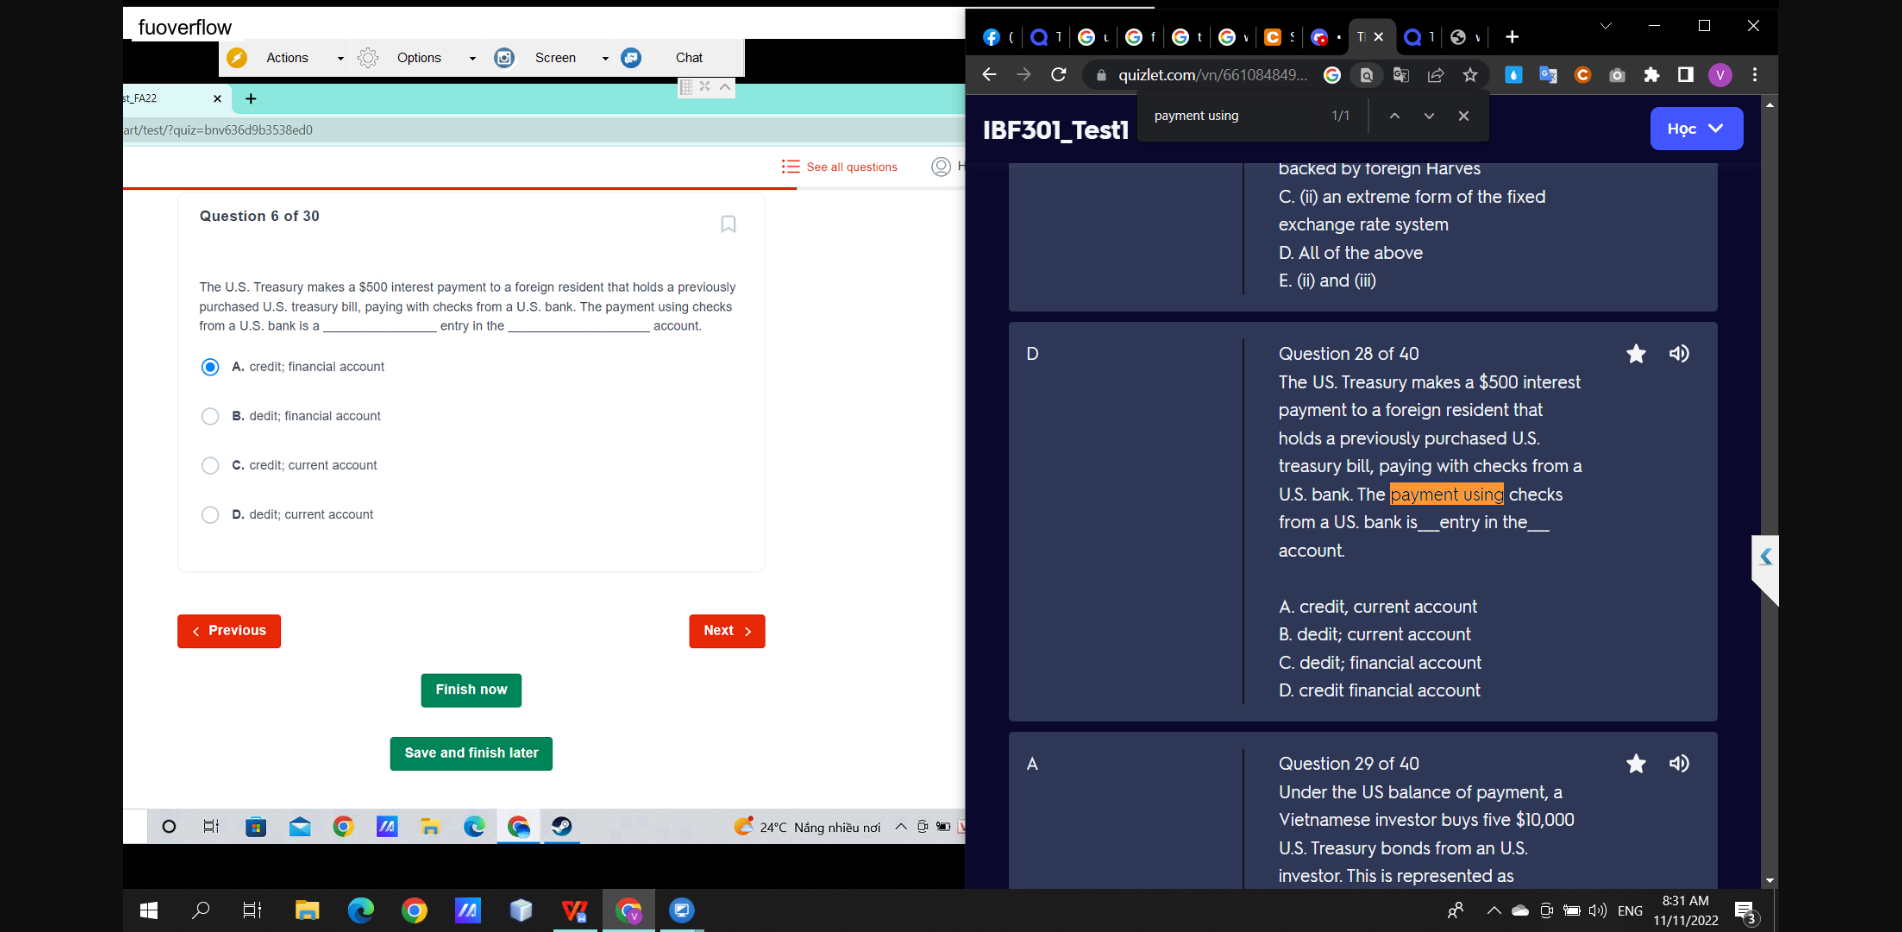 fuoverflow
Actions
Options
Screen
Chat
st_FA22
art/test/?quiz=bnv636d9b3538ed0
See all questions
H
Question 6 of 30
The U.S. Treasury makes a $500 interest payment to a foreign resident that holds a previously
purchased U.S. treasury bill, paying with checks from a U.S. bank. The payment using checks
from a U.S. bank is a ________________ entry in the ____________________ account.
A. credit; financial account
B. dedit; financial account
C. credit; current account
D. dedit; current account
Previous
Next
Finish now
Save and finish later
24°C Nắng nhiều nơi
quizlet.com/vn/661084849...
V
payment using
1/1
IBF301_Test1
Học
backed by foreign Harves
C. (ii) an extreme form of the fixed
exchange rate system
D. All of the above
E. (ii) and (iii)
D
Question 28 of 40
The US. Treasury makes a $500 interest
payment to a foreign resident that
holds a previously purchased U.S.
treasury bill, paying with checks from a
U.S. bank. The payment using checks
from a US. bank is___entry in the___
account.
A. credit, current account
B. dedit; current account
C. dedit; financial account
D. credit financial account
A
Question 29 of 40
Under the US balance of payment, a
Vietnamese investor buys five $10,000
U.S. Treasury bonds from an U.S.
investor. This is represented as
ENG
8:31 AM
11/11/2022
3